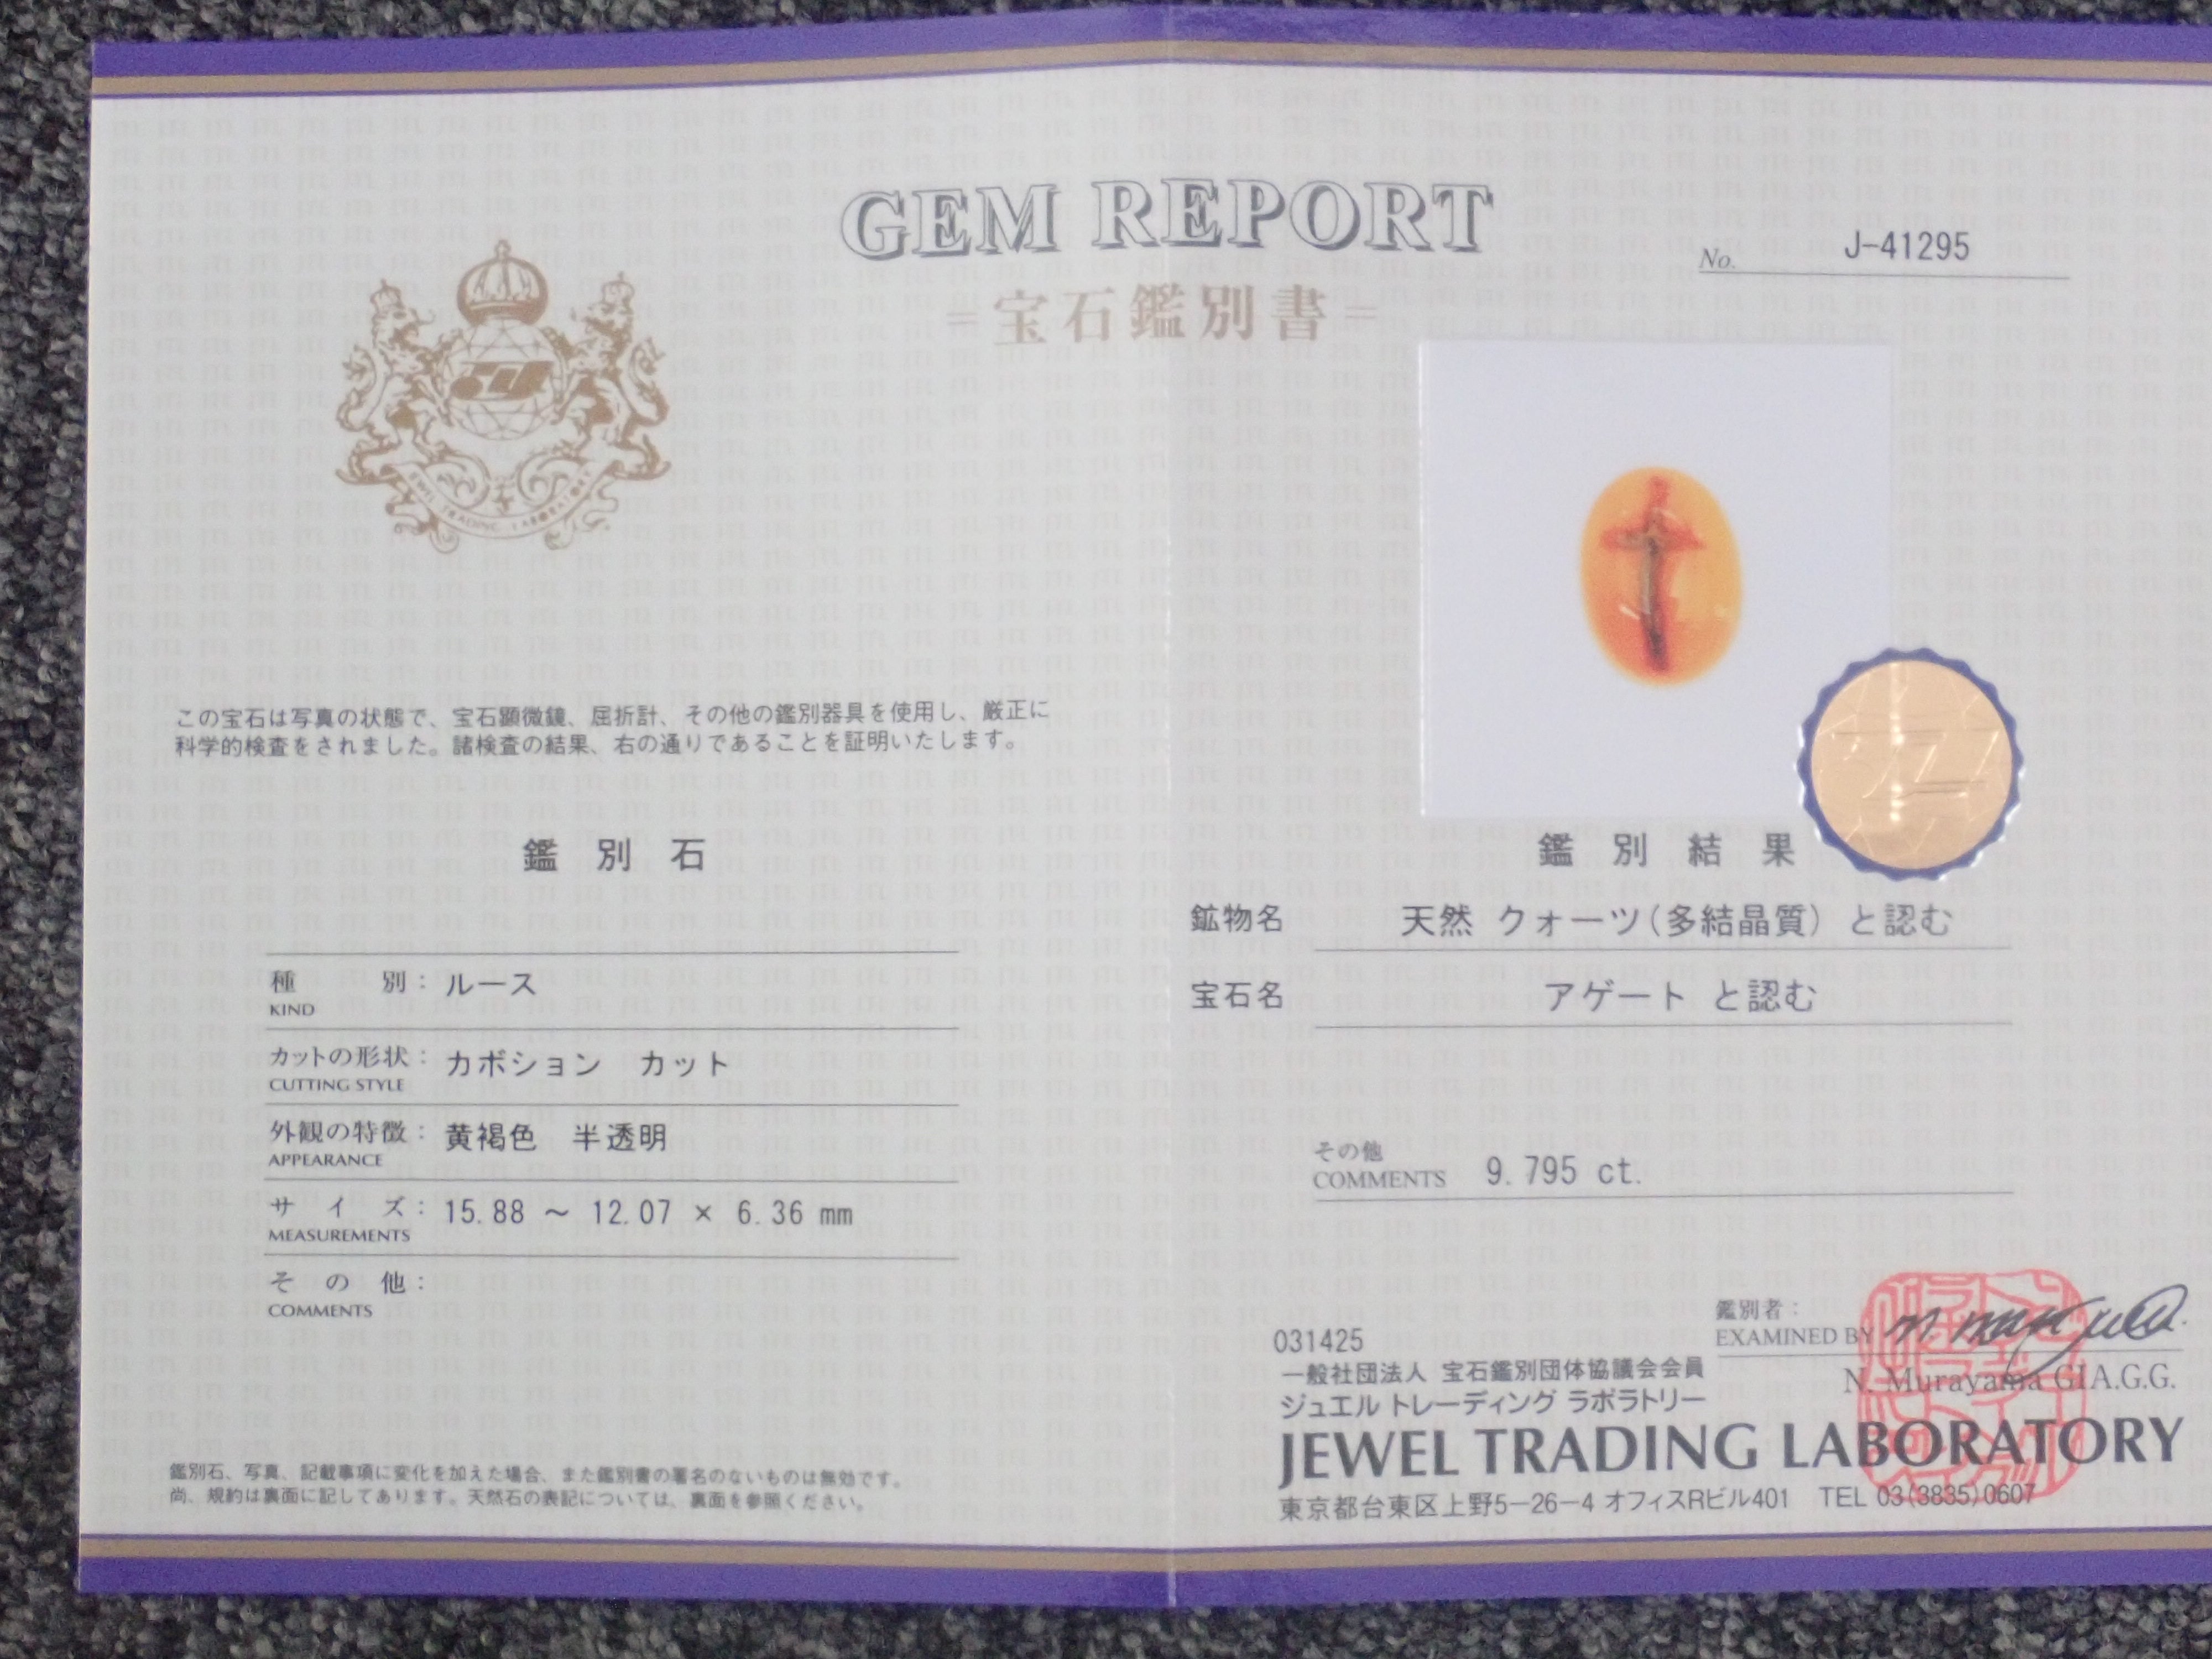 GEM REPORT
=宝石鑑別書=
No. J-41295
JEWEL TRADING LABORATORY
この宝石は写真の状態で、宝石顕微鏡、屈折計、その他の鑑別器具を使用し、厳正に
科学的検査をされました。諸検査の結果、右の通りであることを証明いたします。
鑑別石
種別: ルース
KIND
カットの形状: カボション カット
CUTTING STYLE
外観の特徴: 黄褐色 半透明
APPEARANCE
サイズ: 15.88 ～ 12.07 × 6.36 mm
MEASUREMENTS
その他:
COMMENTS
鑑別石、写真、記載事項に変化を加えた場合、また鑑別書の署名のないものは無効です。
尚、規約は裏面に記してあります。天然石の表記については、裏面を参照ください。
鑑別結果
鉱物名 天然 クォーツ(多結晶質) と認む
宝石名 アゲート と認む
その他
COMMENTS 9.795 ct.
鑑別者:
EXAMINED BY
N. Murayama G.I.A.G.G.
031425
一般社団法人 宝石鑑別団体協議会会員
ジュエル トレーディング ラボラトリー
JEWEL TRADING LABORATORY
東京都台東区上野5-26-4 オフィスRビル401 TEL 03(3835)0607